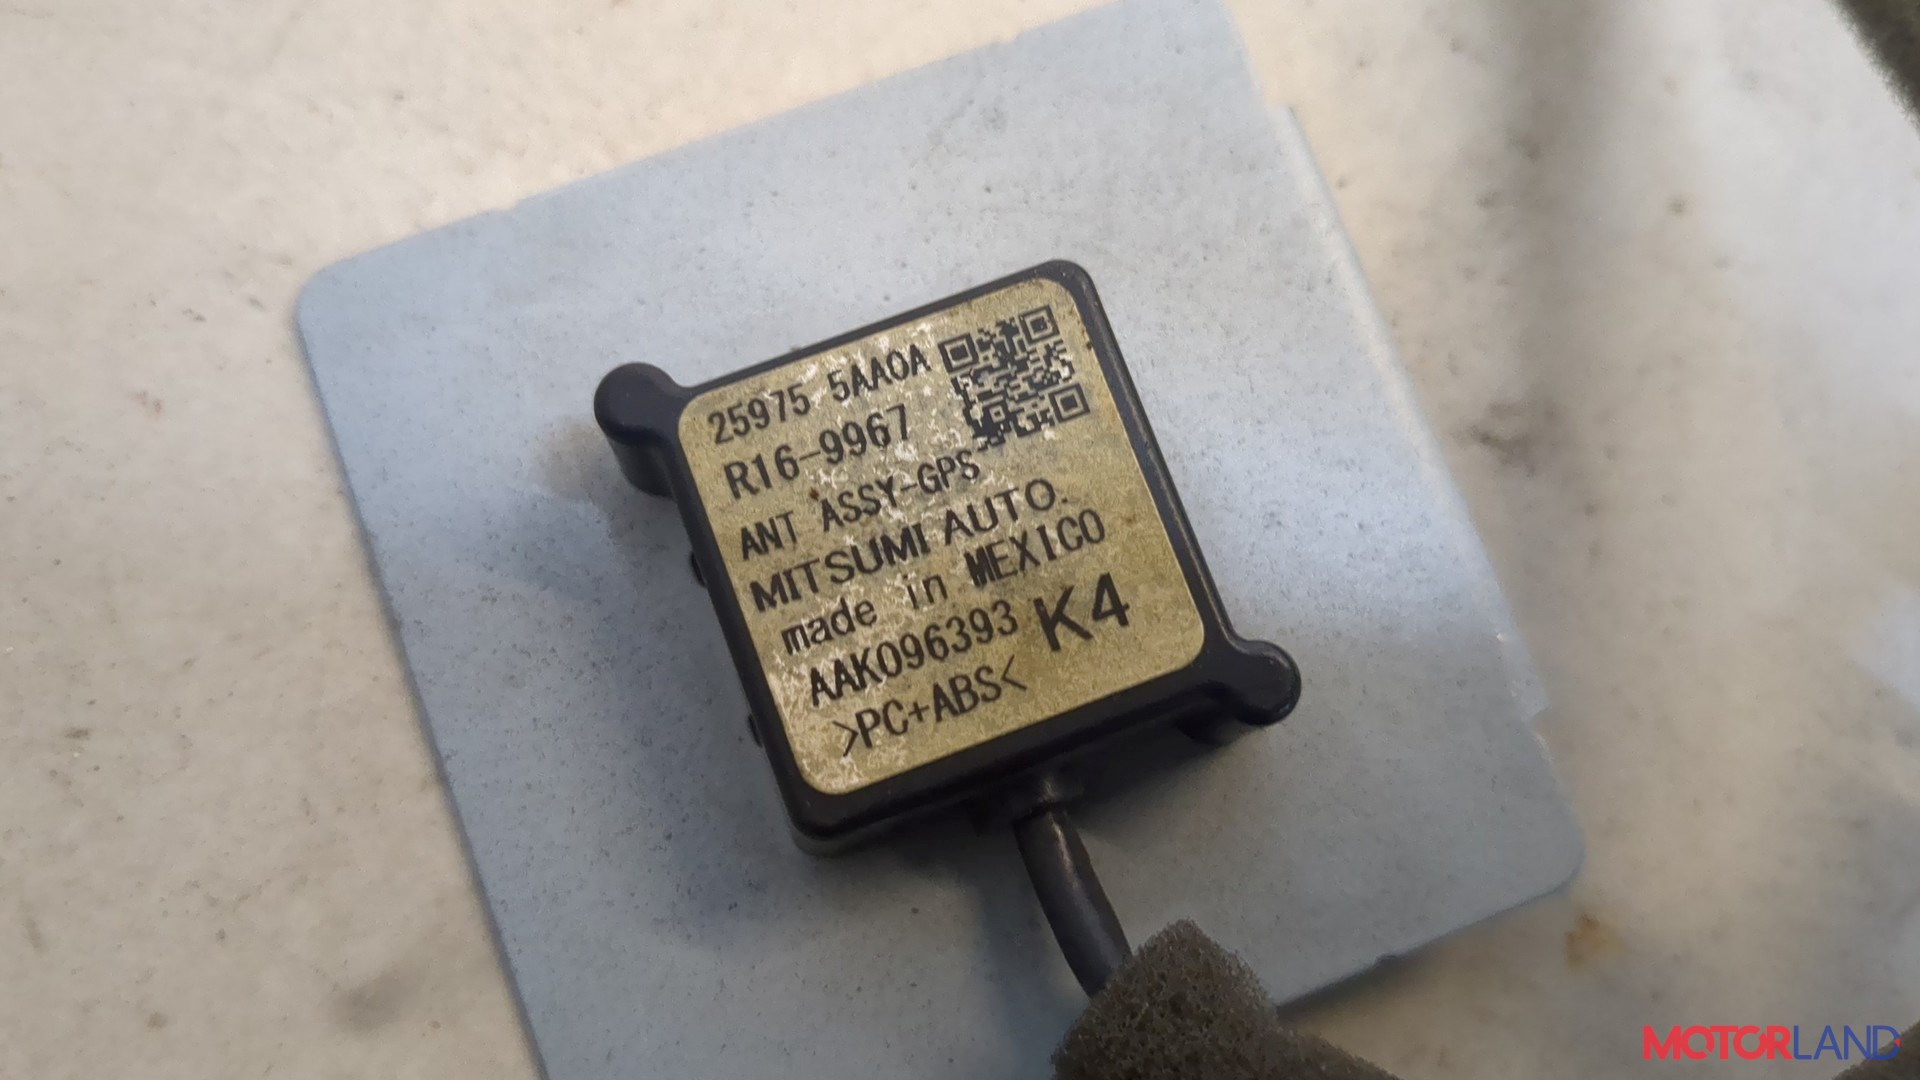 25975 5AA0A
R16-9967
ANT ASSY-GPS
MITSUMI AUTO.
made in MEXICO
AAK096393 K4
>PC+ABS<
MOTORLAND